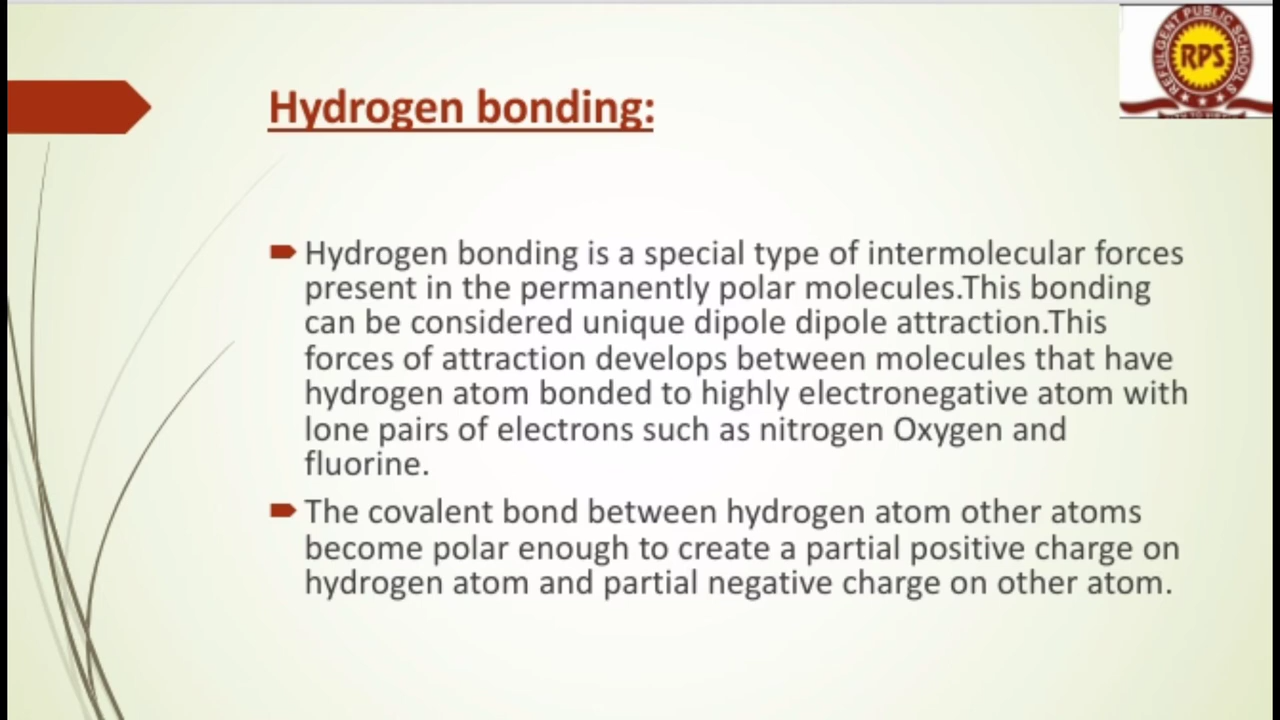 REFULGENT PUBLIC SCHOOLS
RPS
Hydrogen bonding:
Hydrogen bonding is a special type of intermolecular forces
present in the permanently polar molecules.This bonding
can be considered unique dipole dipole attraction.This
forces of attraction develops between molecules that have
hydrogen atom bonded to highly electronegative atom with
lone pairs of electrons such as nitrogen Oxygen and
fluorine.
The covalent bond between hydrogen atom other atoms
become polar enough to create a partial positive charge on
hydrogen atom and partial negative charge on other atom.